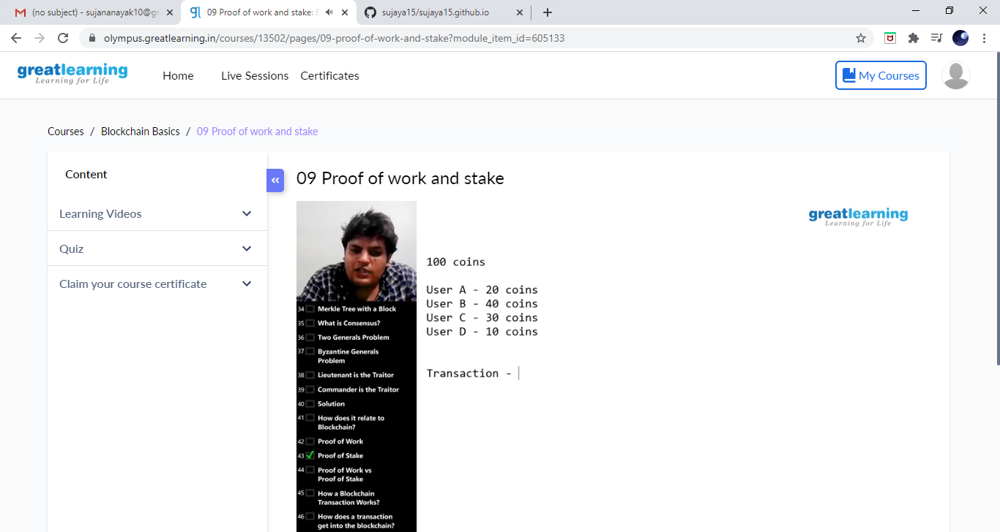 (no subject) - sujananayak10@gm
09 Proof of work and stake: B
sujaya15/sujaya15.github.io
olympus.greatlearning.in/courses/13502/pages/09-proof-of-work-and-stake?module_item_id=605133
greatlearning
Learning for Life
Home
Live Sessions
Certificates
My Courses
Courses / Blockchain Basics / 09 Proof of work and stake
Content
Learning Videos
Quiz
Claim your course certificate
«
09 Proof of work and stake
greatlearning
Learning for Life
34 Merkle Tree with a Block
35 What is Consensus?
36 Two Generals Problem
37 Byzantine Generals
Problem
38 Lieutenant is the Traitor
39 Commander is the Traitor
40 Solution
41 How does it relate to
Blockchain?
42 Proof of Work
43 Proof of Stake
44 Proof of Work vs
Proof of Stake
45 How a Blockchain
Transaction Works?
46 How does a transaction
get into the blockchain?
100 coins
User A - 20 coins
User B - 40 coins
User C - 30 coins
User D - 10 coins
Transaction -